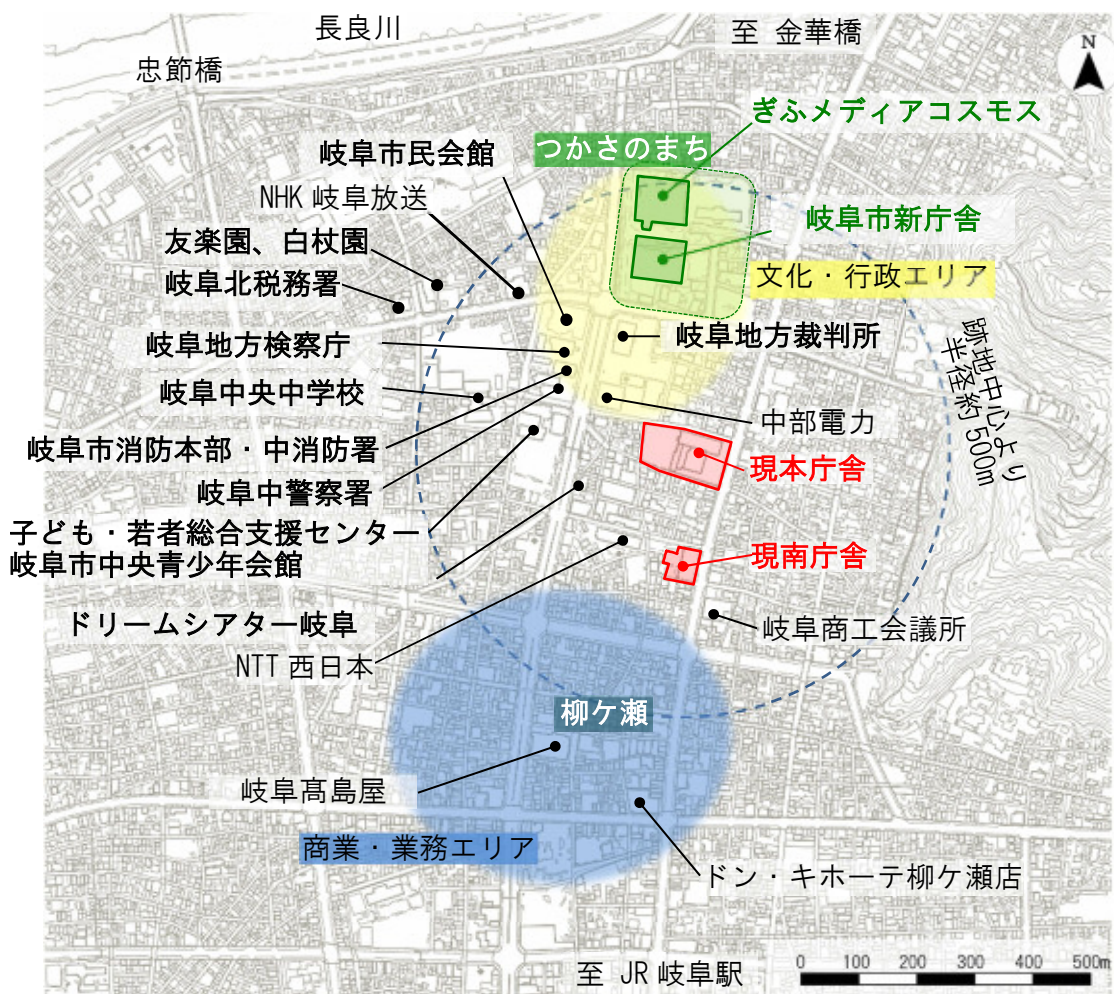 長良川
至 金華橋
忠節橋
N
ぎふメディアコスモス
つかさのまち
岐阜市民会館
NHK 岐阜放送
岐阜市新庁舎
友楽園、白杖園
岐阜北税務署
文化・行政エリア
岐阜地方検察庁
岐阜地方裁判所
跡地中心より
半径約 500m
岐阜中央中学校
中部電力
岐阜市消防本部・中消防署
現本庁舎
岐阜中警察署
子ども・若者総合支援センター
岐阜市中央青少年会館
現南庁舎
ドリームシアター岐阜
岐阜商工会議所
NTT 西日本
柳ケ瀬
岐阜髙島屋
商業・業務エリア
ドン・キホーテ柳ケ瀬店
至 JR 岐阜駅
0 100 200 300 400 500m